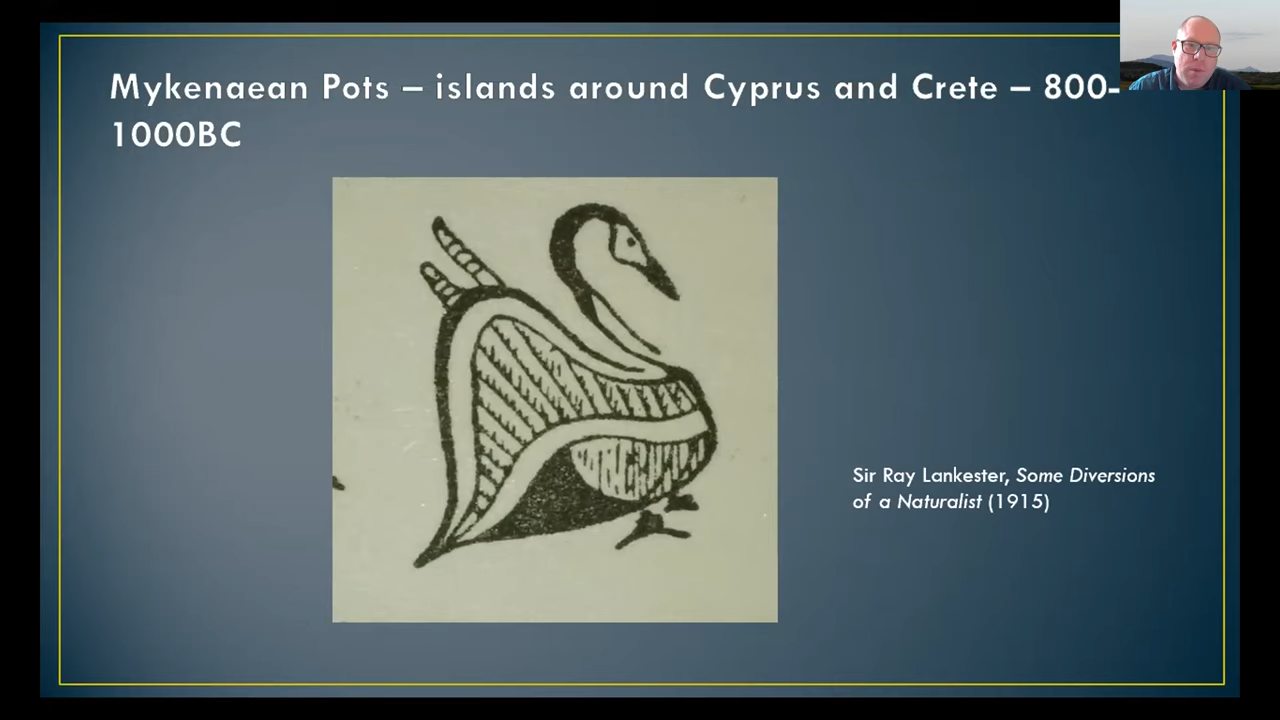 Mykenaean Pots – islands around Cyprus and Crete – 800-
1000BC
Sir Ray Lankester, Some Diversions
of a Naturalist (1915)